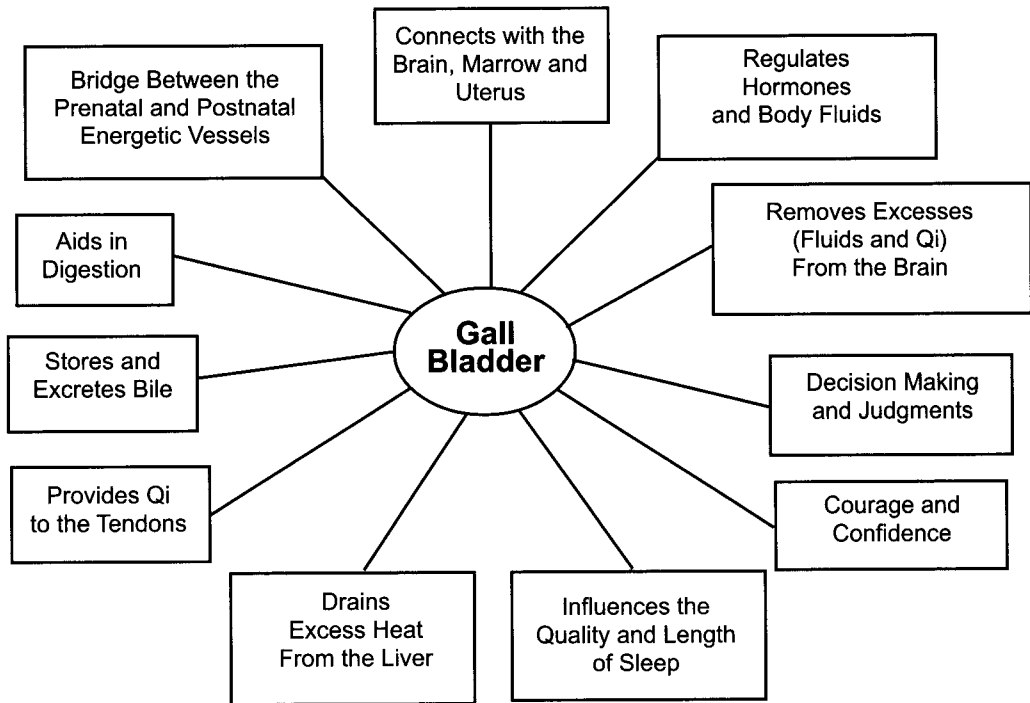 Connects with the
Brain, Marrow and
Uterus
Regulates
Hormones
and Body Fluids
Removes Excesses
(Fluids and Qi)
From the Brain
Decision Making
and Judgments
Courage and
Confidence
Influences the
Quality and Length
of Sleep
Drains
Excess Heat
From the Liver
Provides Qi
to the Tendons
Stores and
Excretes Bile
Aids in
Digestion
Bridge Between the
Prenatal and Postnatal
Energetic Vessels
Gall
Bladder